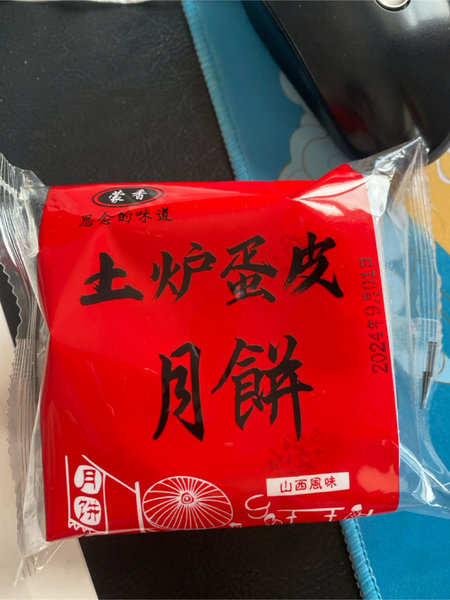 蒙香
思念的味道
土炉蛋皮
月餅
2024年9月01日
山西風味
月饼